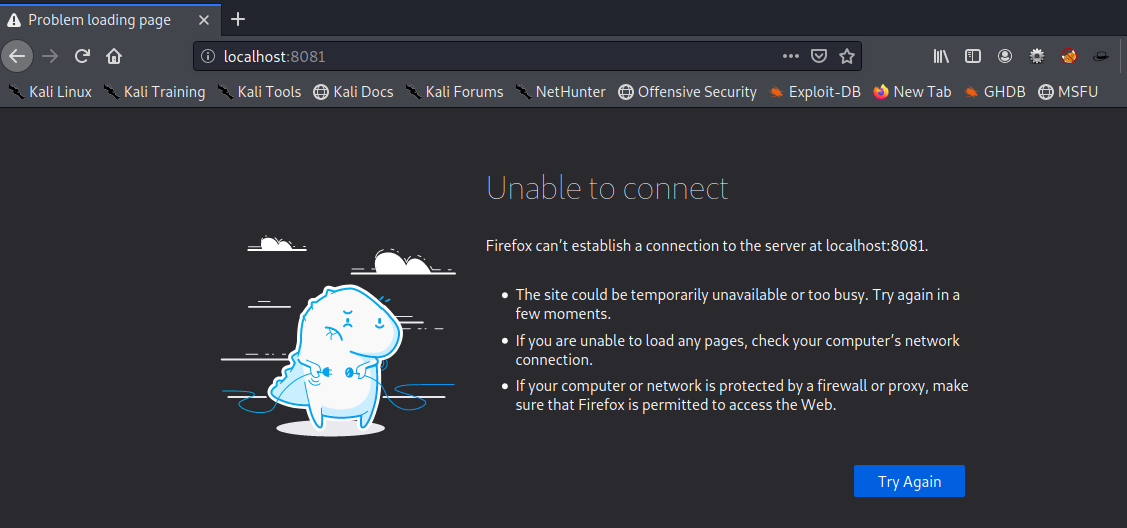 Problem loading page
localhost:8081
Kali Linux Kali Training Kali Tools Kali Docs Kali Forums NetHunter Offensive Security Exploit-DB New Tab GHDB MSFU
Unable to connect
Firefox can’t establish a connection to the server at localhost:8081.
The site could be temporarily unavailable or too busy. Try again in a
few moments.
If you are unable to load any pages, check your computer’s network
connection.
If your computer or network is protected by a firewall or proxy, make
sure that Firefox is permitted to access the Web.
Try Again